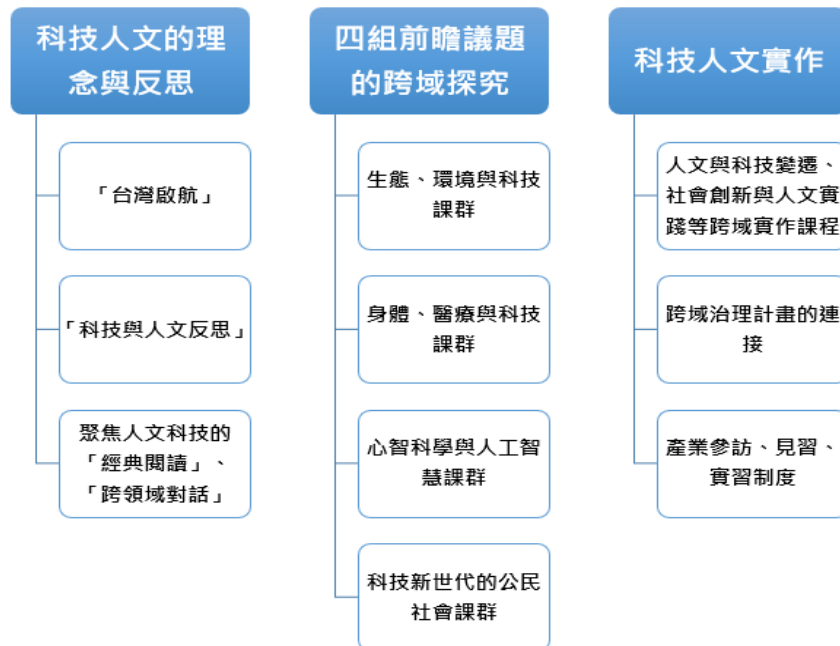 科技人文的理
念與反思
「台灣啟航」
「科技與人文反思」
聚焦人文科技的
「經典閱讀」、
「跨領域對話」
四組前瞻議題
的跨域探究
生態、環境與科技
課群
身體、醫療與科技
課群
心智科學與人工智
慧課群
科技新世代的公民
社會課群
科技人文實作
人文與科技變遷、
社會創新與人文實
踐等跨域實作課程
跨域治理計畫的連
接
產業參訪、見習、
實習制度